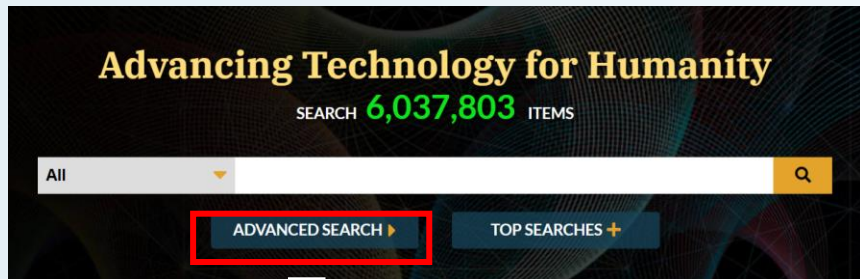 Advancing Technology for Humanity
SEARCH 6,037,803 ITEMS
All
ADVANCED SEARCH
TOP SEARCHES +